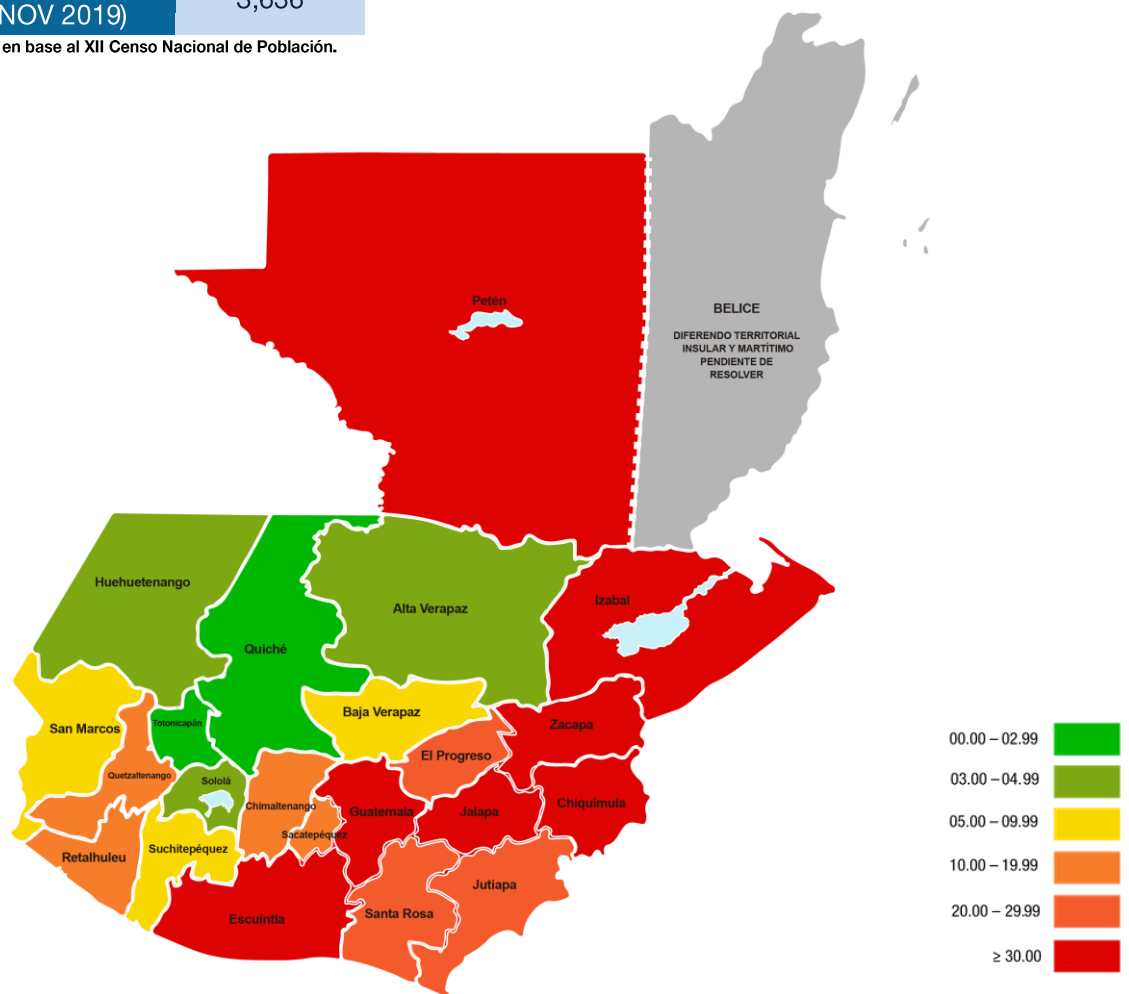 NOV 2019)
3,656
en base al XII Censo Nacional de Población.
Petén
BELICE
DIFERENDO TERRITORIAL
INSULAR Y MARTÍTIMO
PENDIENTE DE
RESOLVER
Huehuetenango
Alta Verapaz
Izabal
Quiché
Baja Verapaz
San Marcos
Totonicapán
Zacapa
El Progreso
Quetzaltenango
Sololá
Chimaltenango
Guatemala
Jalapa
Chiquimula
Sacatepéquez
Suchitepéquez
Retalhuleu
Jutiapa
Santa Rosa
Escuintla
00.00 – 02.99
03.00 – 04.99
05.00 – 09.99
10.00 – 19.99
20.00 – 29.99
≥ 30.00